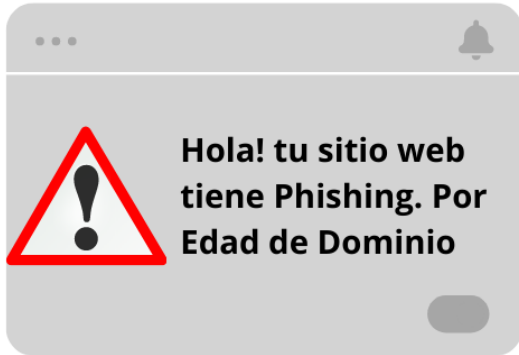 Hola! tu sitio web
tiene Phishing. Por
Edad de Dominio